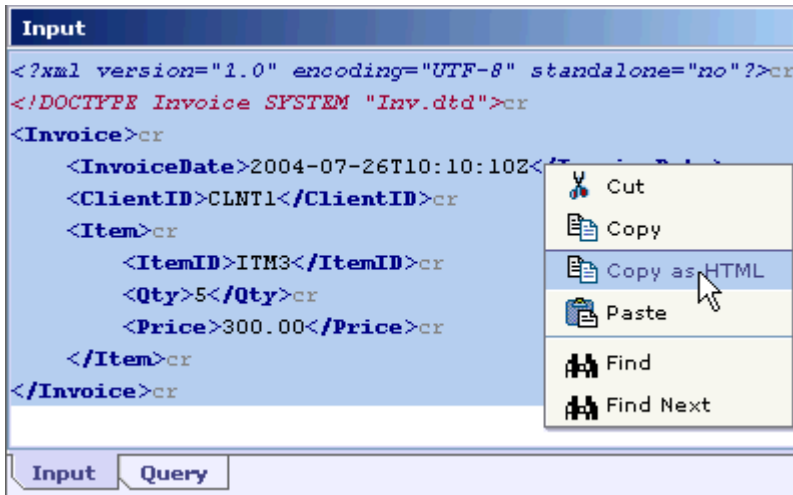 Input
<?xml version="1.0" encoding="UTF-8" standalone="no"?>cr
<!DOCTYPE Invoice SYSTEM "Inv.dtd">cr
<Invoice>cr
<InvoiceDate>2004-07-26T10:10:10Z<
<ClientID>CLNT1</ClientID>cr
<Item>cr
<ItemID>ITM3</ItemID>cr
<Qty>5</Qty>cr
<Price>300.00</Price>cr
</Item>cr
</Invoice>cr
Cut
Copy
Copy as HTML
Paste
Find
Find Next
Input Query